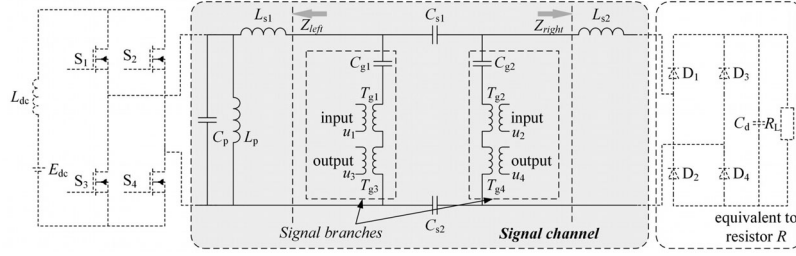 L_s1
Z_left
C_s1
Z_right
L_s2
S_1
S_2
C_g1
C_g2
D_1
D_3
L_dc
T_g1
T_g2
input
u_1
input
u_2
C_p
L_p
C_d
R_L
output
u_3
output
u_4
E_dc
S_3
S_4
T_g3
T_g4
D_2
D_4
Signal branches
C_s2
Signal channel
equivalent to
resistor R